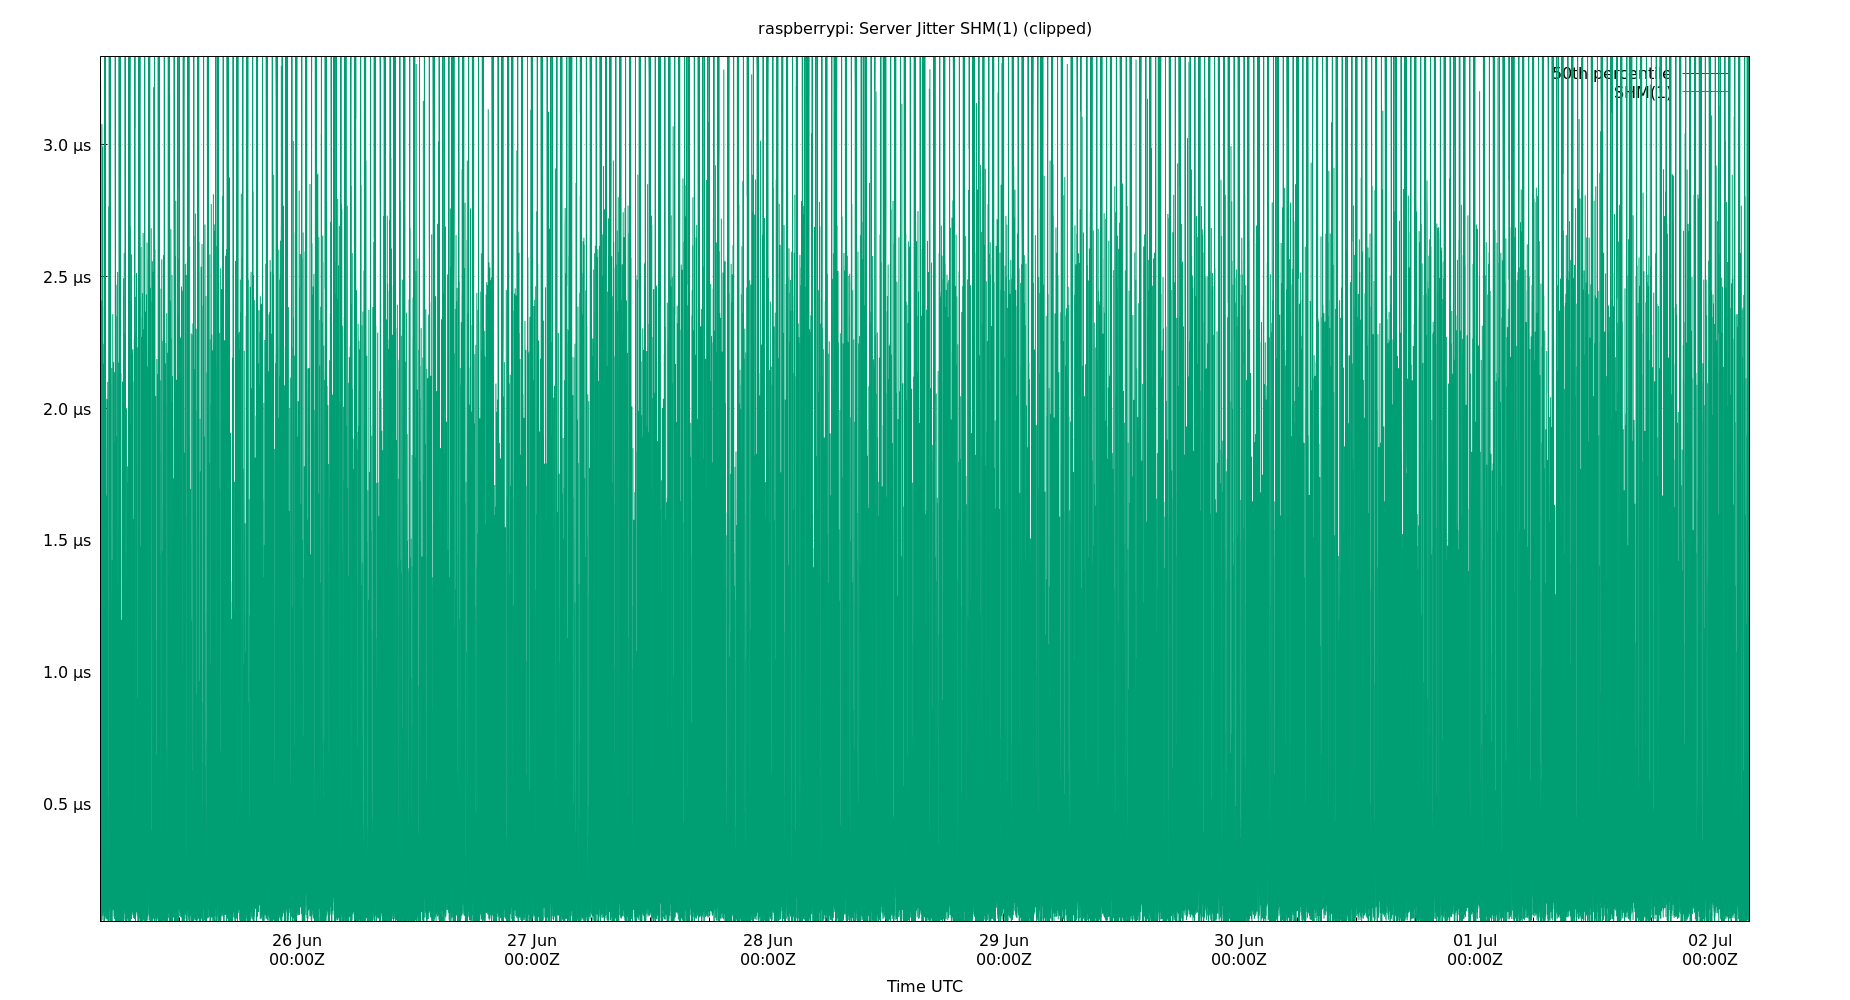 raspberrypi: Server Jitter SHM(1) (clipped)
50th percentile
SHM(1)
3.0 µs
2.5 µs
2.0 µs
1.5 µs
1.0 µs
0.5 µs
26 Jun 27 Jun 28 Jun 29 Jun 30 Jun 01 Jul 02 Jul
00:00Z 00:00Z 00:00Z 00:00Z 00:00Z 00:00Z 00:00Z
Time UTC